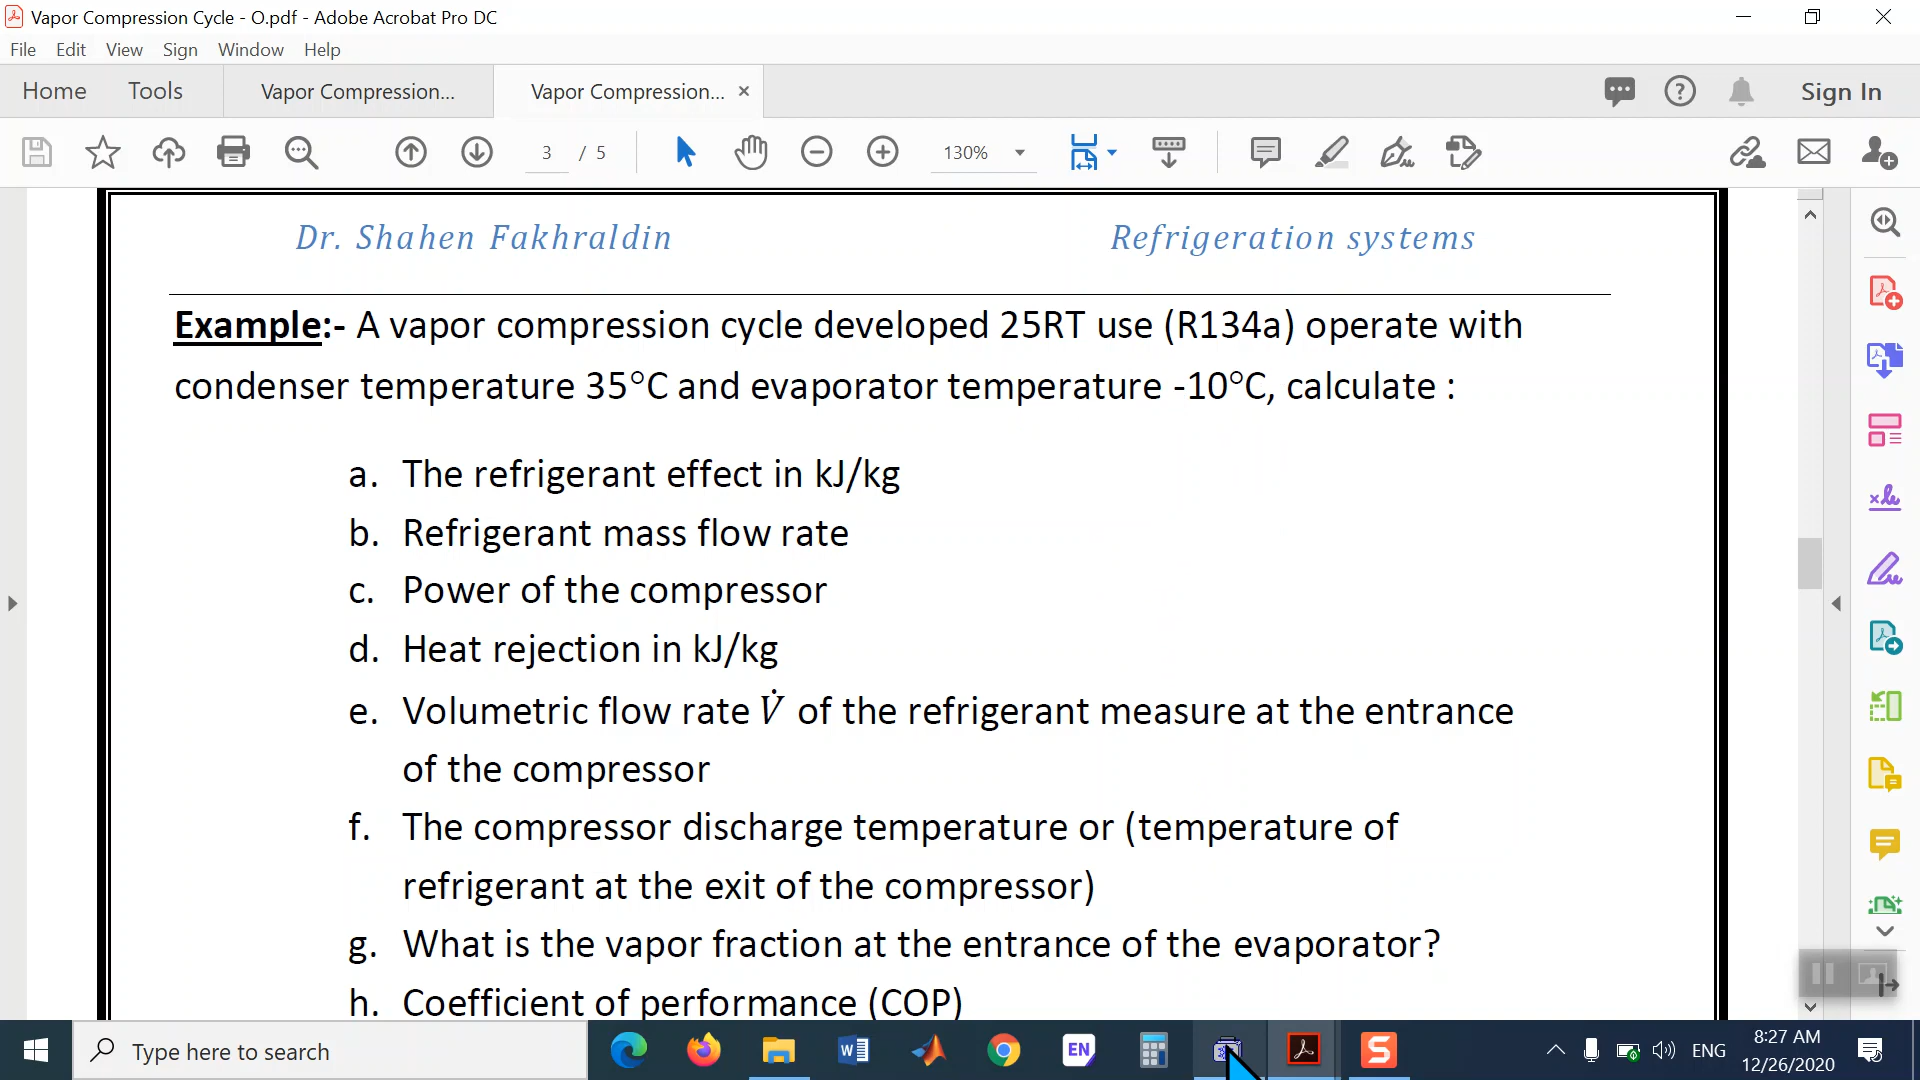 Vapor Compression Cycle - O.pdf - Adobe Acrobat Pro DC
File Edit View Sign Window Help
Home Tools Vapor Compression... Vapor Compression... × Sign In
3 / 5 130%
Dr. Shahen Fakhraldin Refrigeration systems
Example:- A vapor compression cycle developed 25RT use (R134a) operate with
condenser temperature 35°C and evaporator temperature -10°C, calculate :
a. The refrigerant effect in kJ/kg
b. Refrigerant mass flow rate
c. Power of the compressor
d. Heat rejection in kJ/kg
e. Volumetric flow rate V̇ of the refrigerant measure at the entrance
of the compressor
f. The compressor discharge temperature or (temperature of
refrigerant at the exit of the compressor)
g. What is the vapor fraction at the entrance of the evaporator?
h. Coefficient of performance (COP)
Type here to search EN ENG 8:27 AM
12/26/2020